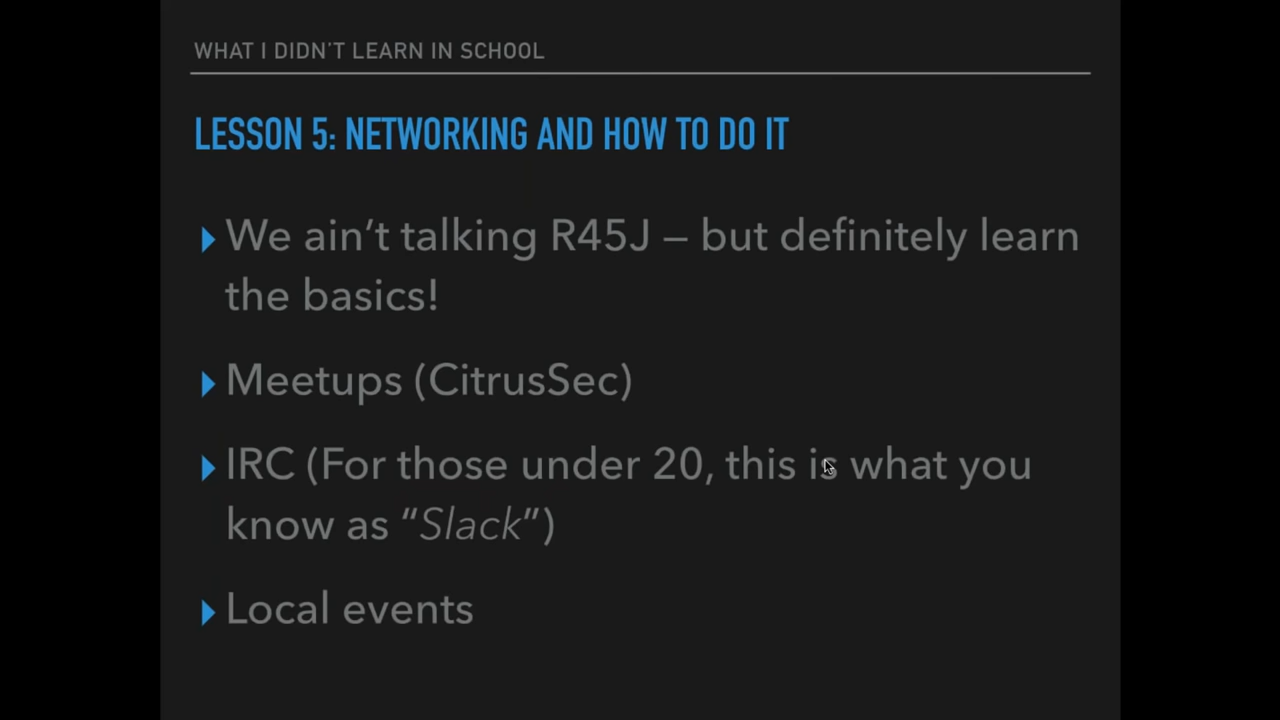 WHAT I DIDN'T LEARN IN SCHOOL
LESSON 5: NETWORKING AND HOW TO DO IT
We ain't talking R45J – but definitely learn
the basics!
Meetups (CitrusSec)
IRC (For those under 20, this is what you
know as “Slack”)
Local events